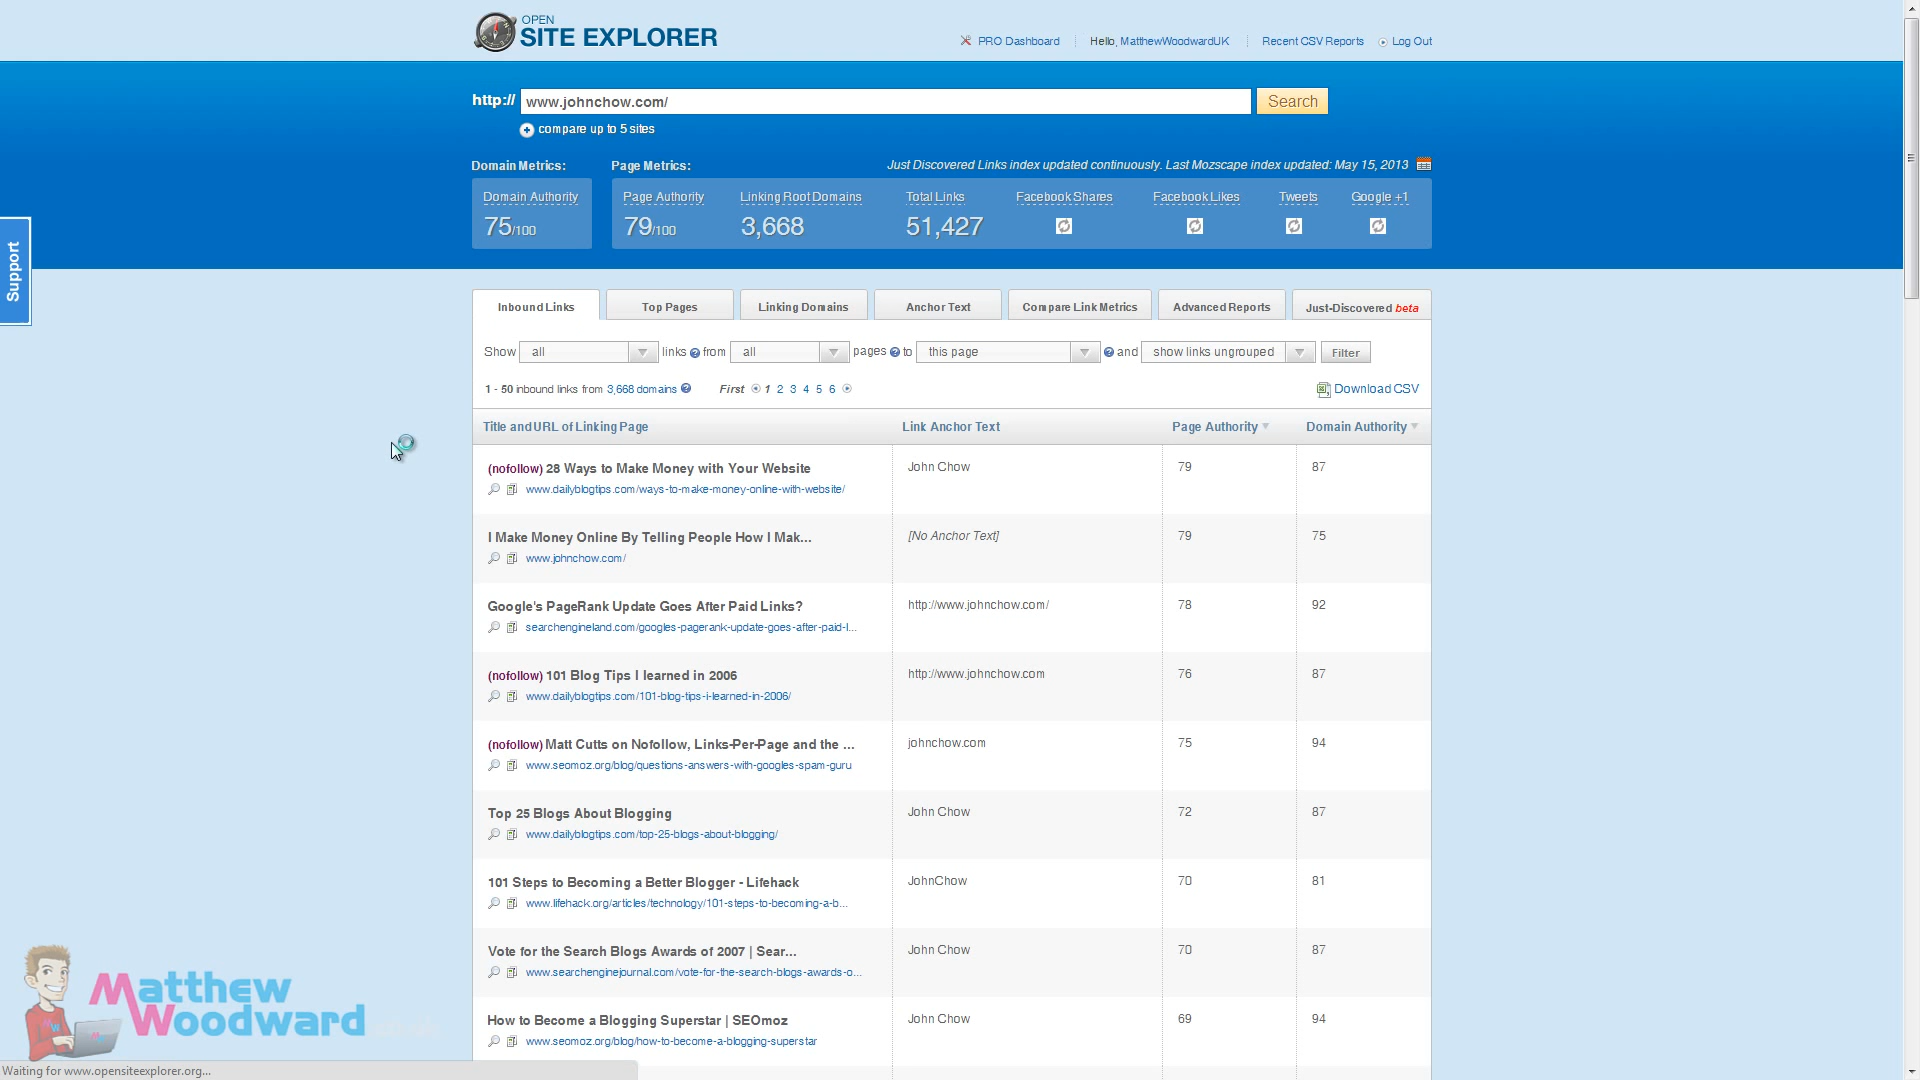 OPEN
SITE EXPLORER
PRO Dashboard
Hello, MatthewWoodwardUK
Recent CSV Reports
Log Out
http:// www.johnchow.com/ Search
compare up to 5 sites
Domain Metrics: Page Metrics: Just Discovered Links index updated continuously. Last Mozscape index updated: May 15, 2013
Domain Authority Page Authority Linking Root Domains Total Links Facebook Shares Facebook Likes Tweets Google +1
75/100 79/100 3,668 51,427
Support
Inbound Links Top Pages Linking Domains Anchor Text Compare Link Metrics Advanced Reports Just-Discovered beta
Show all links from all pages to this page and show links ungrouped Filter
1 - 50 inbound links from 3,668 domains First 1 2 3 4 5 6 Download CSV
Title and URL of Linking Page Link Anchor Text Page Authority Domain Authority
(nofollow) 28 Ways to Make Money with Your Website John Chow 79 87
www.dailyblogtips.com/ways-to-make-money-online-with-website/
I Make Money Online By Telling People How I Mak... [No Anchor Text] 79 75
www.johnchow.com/
Google's PageRank Update Goes After Paid Links? http://www.johnchow.com/ 78 92
searchengineland.com/googles-pagerank-update-goes-after-paid-l...
(nofollow) 101 Blog Tips I learned in 2006 http://www.johnchow.com 76 87
www.dailyblogtips.com/101-blog-tips-i-learned-in-2006/
(nofollow) Matt Cutts on Nofollow, Links-Per-Page and the ... johnchow.com 75 94
www.seomoz.org/blog/questions-answers-with-googles-spam-guru
Top 25 Blogs About Blogging John Chow 72 87
www.dailyblogtips.com/top-25-blogs-about-blogging/
101 Steps to Becoming a Better Blogger - Lifehack JohnChow 70 81
www.lifehack.org/articles/technology/101-steps-to-becoming-a-b...
Vote for the Search Blogs Awards of 2007 | Sear... John Chow 70 87
www.searchenginejournal.com/vote-for-the-search-blogs-awards-o...
How to Become a Blogging Superstar | SEOmoz John Chow 69 94
www.seomoz.org/blog/how-to-become-a-blogging-superstar
Matthew
Woodward
Waiting for www.opensiteexplorer.org...